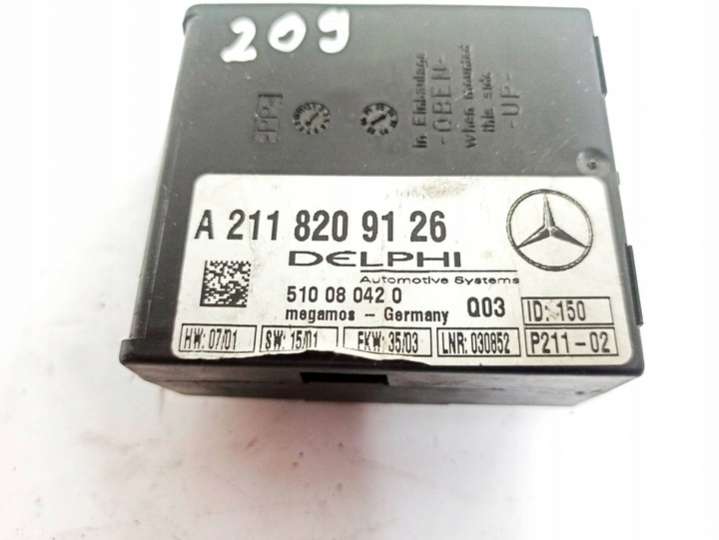 209
>PP<
in Einbaulage
-OBEN-
when mounted
this side
-UP-
A 211 820 91 26
DELPHI
Automotive Systems
510 08 042 0
megamos - Germany
Q03
ID: 150
HW: 07/01
SW: 15/01
FKW: 35/03
LNR: 030852
P211-02